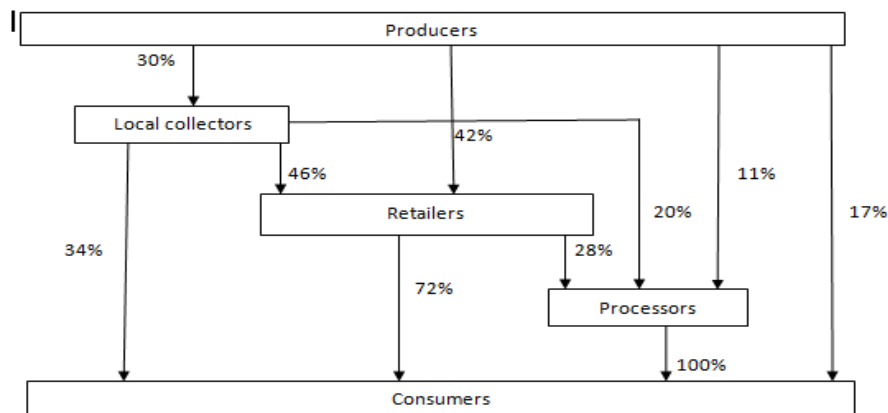 Producers
30%
Local collectors
42%
46%
11%
Retailers
20%
17%
34%
28%
72%
Processors
100%
Consumers